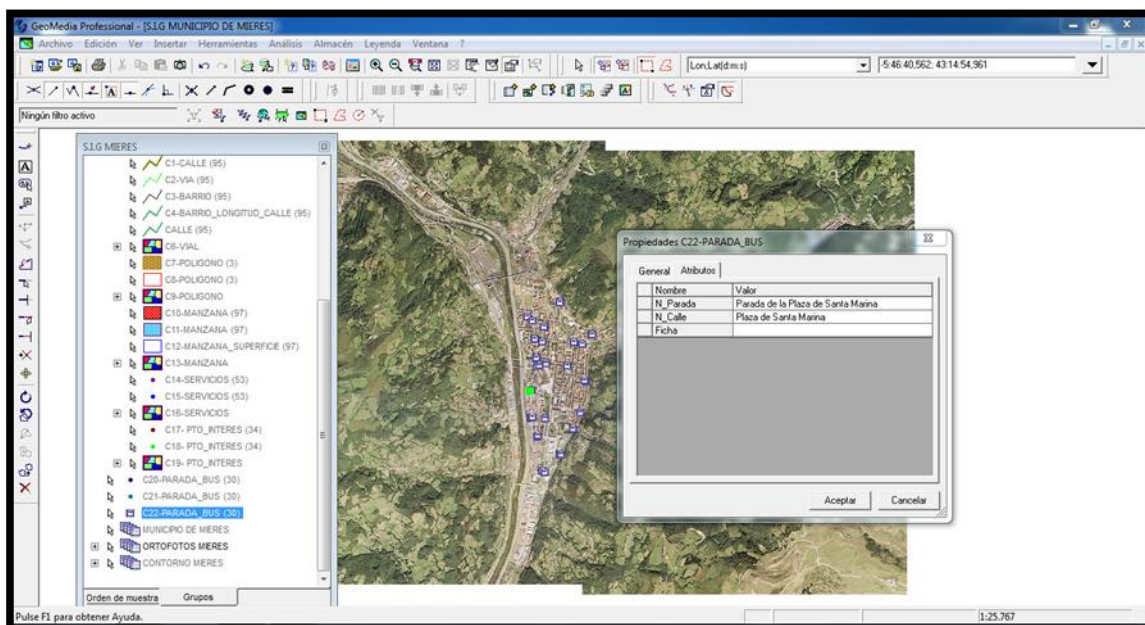 GeoMedia Professional - [S.I.G MUNICIPIO DE MIERES]
Archivo Edición Ver Insertar Herramientas Análisis Almacén Leyenda Ventana ?
Lon,Lat(d:m:s) -5:46:40,562; 43:14:54,961
Ningún filtro activo
S.I.G MIERES
C1-CALLE (95)
C2-VIA (95)
C3-BARRIO (95)
C4-BARRIO_LONGITUD_CALLE (95)
CALLE (95)
C6-VIAL
C7-POLIGONO (3)
C8-POLIGONO (3)
C9-POLIGONO
C10-MANZANA (97)
C11-MANZANA (97)
C12-MANZANA_SUPERFICIE (97)
C13-MANZANA
C14-SERVICIOS (53)
C15-SERVICIOS (53)
C16-SERVICIOS
C17- PTO_INTERES (34)
C18- PTO_INTERES (34)
C19- PTO_INTERES
C20-PARADA_BUS (30)
C21-PARADA_BUS (30)
C22-PARADA_BUS (30)
MUNICIPIO DE MIERES
ORTOFOTOS MIERES
CONTORNO MIERES
Orden de muestra Grupos
Propiedades C22-PARADA_BUS
General Atributos
Nombre Valor
N_Parada Parada de la Plaza de Santa Marina
N_Calle Plaza de Santa Marina
Ficha
Aceptar Cancelar
Pulse F1 para obtener Ayuda. 1:25.767